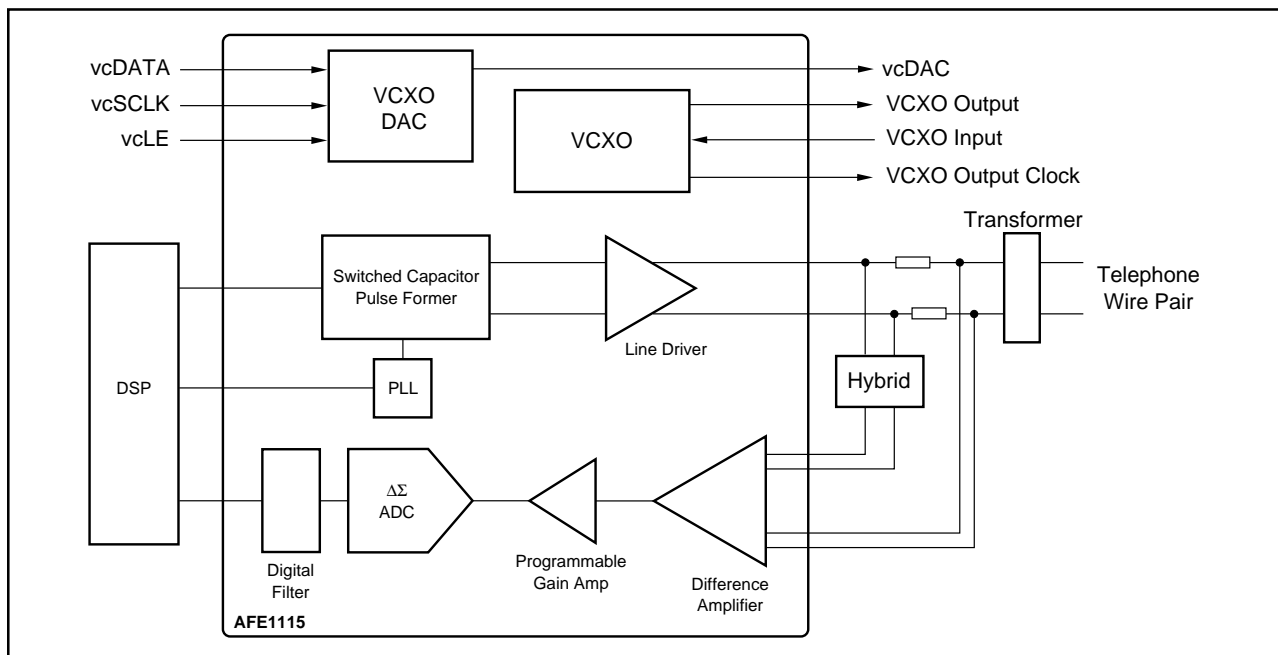 vcDATA
vcSCLK
vcLE
VCXO
DAC
vcDAC
VCXO Output
VCXO Input
VCXO Output Clock
VCXO
Transformer
Telephone
Wire Pair
Switched Capacitor
Pulse Former
Line Driver
DSP
PLL
Hybrid
ΔΣ
ADC
Digital
Filter
Programmable
Gain Amp
Difference
Amplifier
AFE1115